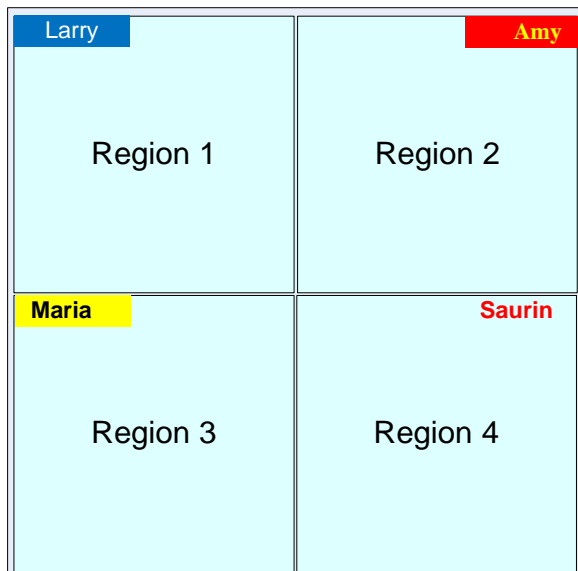 Larry
Amy
Region 1
Region 2
Maria
Saurin
Region 3
Region 4